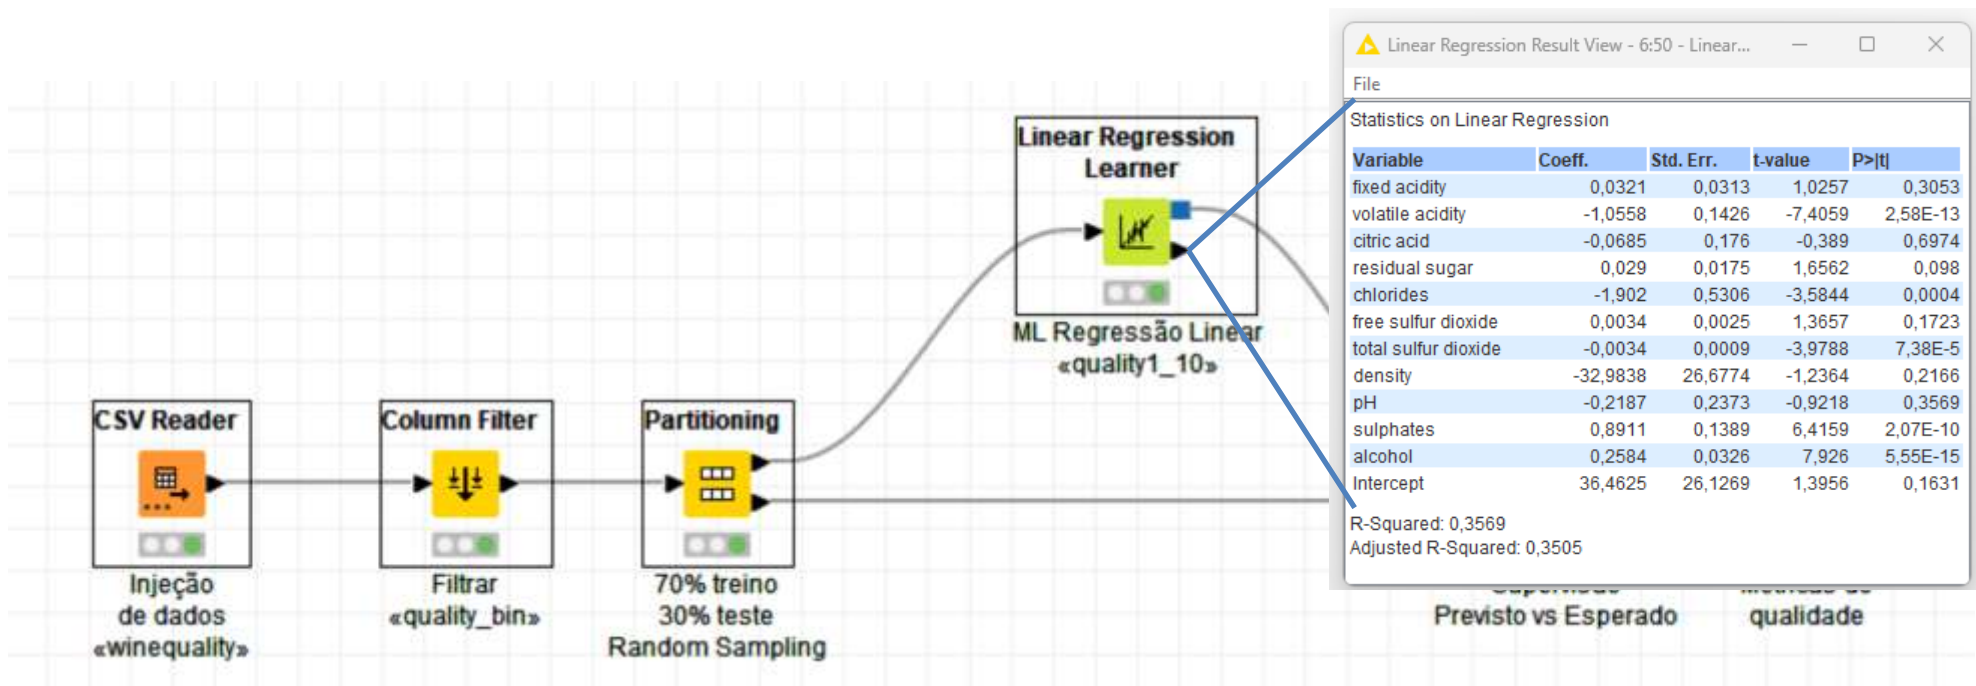 Linear Regression Result View - 6:50 - Linear...
File
Statistics on Linear Regression
Variable Coeff. Std. Err. t-value P>|t|
fixed acidity 0,0321 0,0313 1,0257 0,3053
volatile acidity -1,0558 0,1426 -7,4059 2,58E-13
citric acid -0,0685 0,176 -0,389 0,6974
residual sugar 0,029 0,0175 1,6562 0,098
chlorides -1,902 0,5306 -3,5844 0,0004
free sulfur dioxide 0,0034 0,0025 1,3657 0,1723
total sulfur dioxide -0,0034 0,0009 -3,9788 7,38E-5
density -32,9838 26,6774 -1,2364 0,2166
pH -0,2187 0,2373 -0,9218 0,3569
sulphates 0,8911 0,1389 6,4159 2,07E-10
alcohol 0,2584 0,0326 7,926 5,55E-15
Intercept 36,4625 26,1269 1,3956 0,1631
R-Squared: 0,3569
Adjusted R-Squared: 0,3505
Linear Regression
Learner
ML Regressão Linear
«quality1_10»
CSV Reader
Injeção
de dados
«winequality»
Column Filter
Filtrar
«quality_bin»
Partitioning
70% treino
30% teste
Random Sampling
Previsto vs Esperado
qualidade